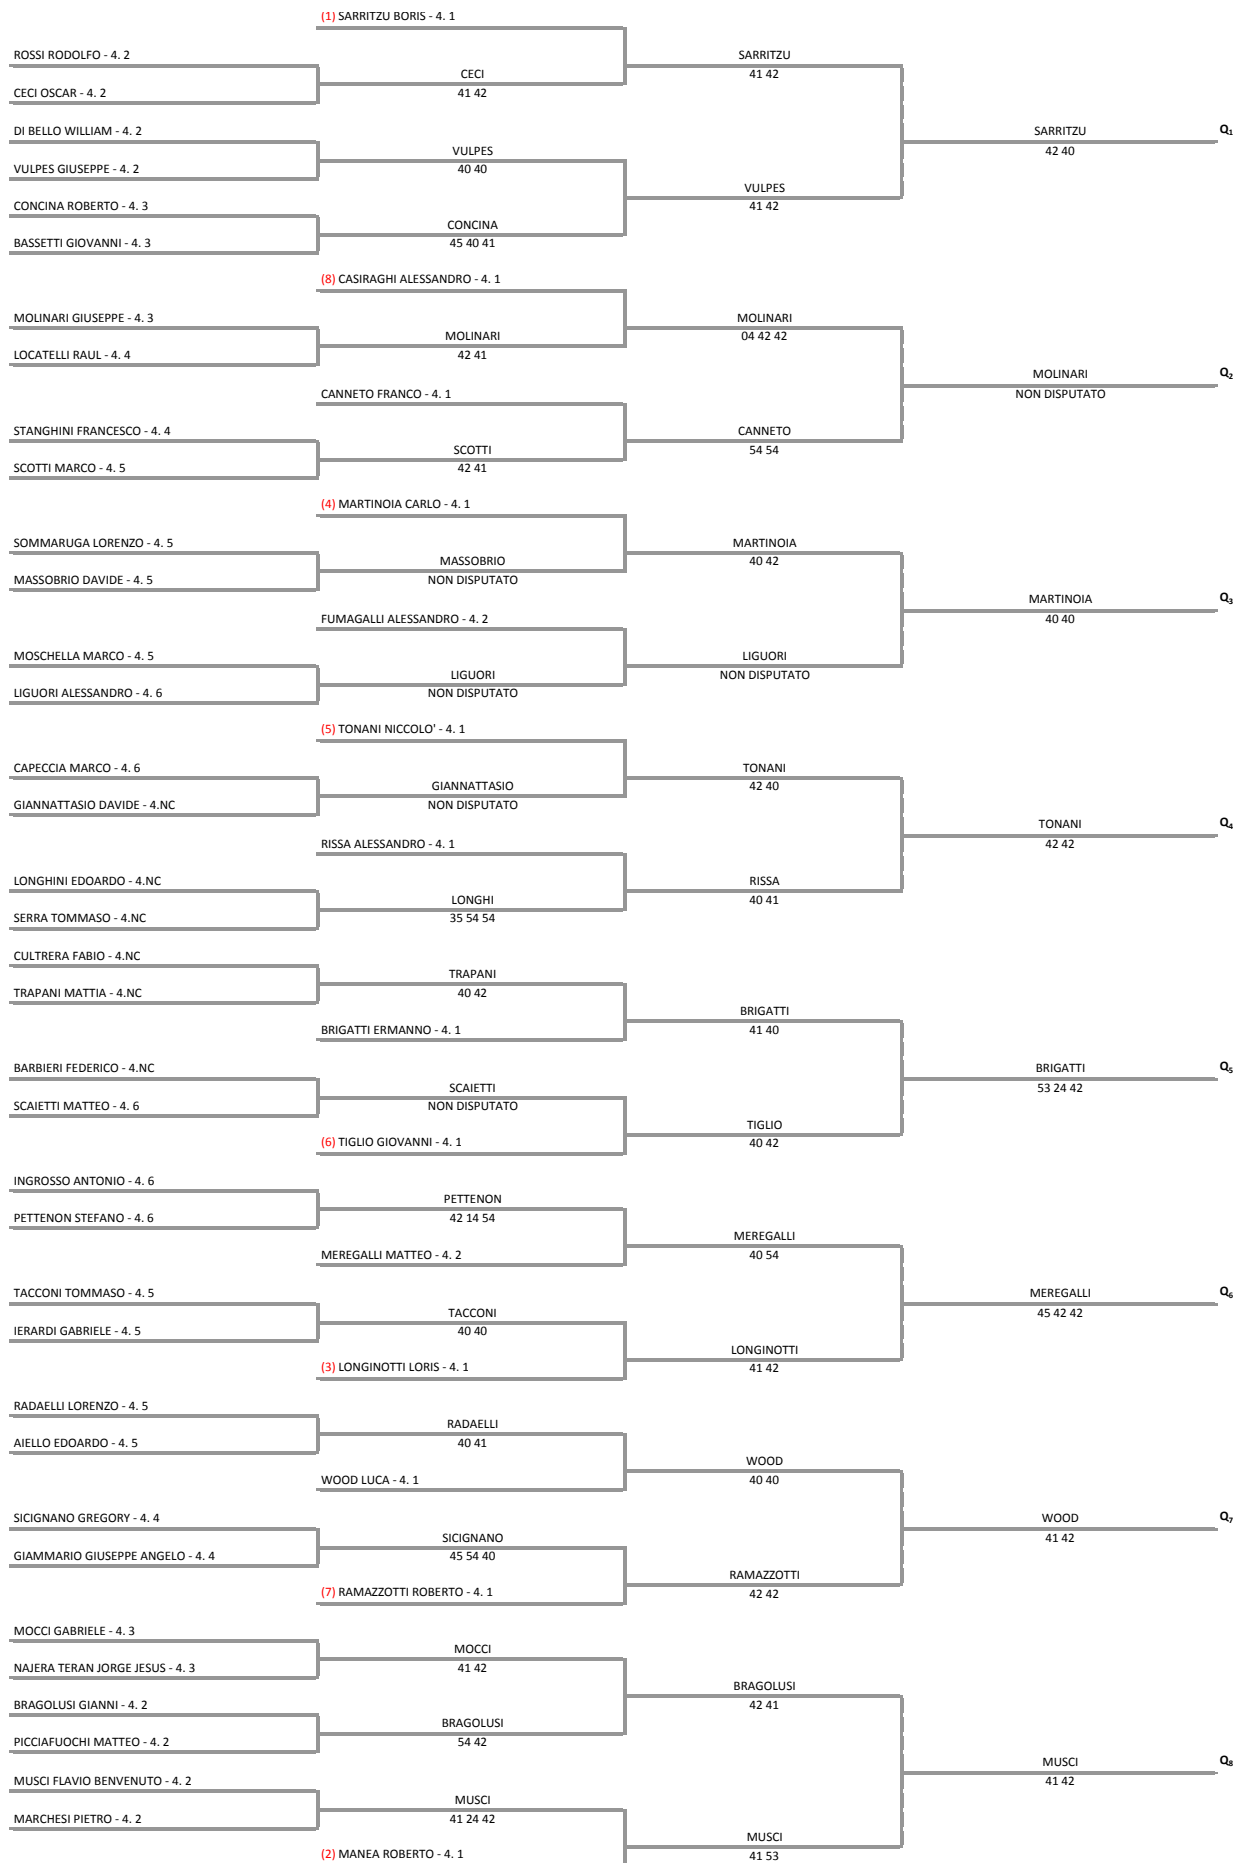 (1) SARRITZU BORIS - 4. 1
ROSSI RODOLFO - 4. 2
SARRITZU
CECI
41 42
CECI OSCAR - 4. 2
41 42
DI BELLO WILLIAM - 4. 2
SARRITZU
Q1
VULPES
42 40
VULPES GIUSEPPE - 4. 2
40 40
VULPES
CONCINA ROBERTO - 4. 3
41 42
CONCINA
BASSETTI GIOVANNI - 4. 3
45 40 41
(8) CASIRAGHI ALESSANDRO - 4. 1
MOLINARI GIUSEPPE - 4. 3
MOLINARI
MOLINARI
04 42 42
LOCATELLI RAUL - 4. 4
42 41
MOLINARI
Q2
CANNETO FRANCO - 4. 1
NON DISPUTATO
STANGHINI FRANCESCO - 4. 4
CANNETO
SCOTTI
54 54
SCOTTI MARCO - 4. 5
42 41
(4) MARTINOIA CARLO - 4. 1
SOMMARUGA LORENZO - 4. 5
MARTINOIA
MASSOBRIO
40 42
MASSOBRIO DAVIDE - 4. 5
NON DISPUTATO
MARTINOIA
Q3
FUMAGALLI ALESSANDRO - 4. 2
40 40
MOSCHELLA MARCO - 4. 5
LIGUORI
LIGUORI
NON DISPUTATO
LIGUORI ALESSANDRO - 4. 6
NON DISPUTATO
(5) TONANI NICCOLO' - 4. 1
CAPECCIA MARCO - 4. 6
TONANI
GIANNATTASIO
42 40
GIANNATTASIO DAVIDE - 4.NC
NON DISPUTATO
TONANI
Q4
RISSA ALESSANDRO - 4. 1
42 42
LONGHINI EDOARDO - 4.NC
RISSA
LONGHI
40 41
SERRA TOMMASO - 4.NC
35 54 54
CULTRERA FABIO - 4.NC
TRAPANI
TRAPANI MATTIA - 4.NC
40 42
BRIGATTI
BRIGATTI ERMANNO - 4. 1
41 40
BARBIERI FEDERICO - 4.NC
BRIGATTI
Q5
SCAIETTI
53 24 42
SCAIETTI MATTEO - 4. 6
NON DISPUTATO
TIGLIO
(6) TIGLIO GIOVANNI - 4. 1
40 42
INGROSSO ANTONIO - 4. 6
PETTENON
PETTENON STEFANO - 4. 6
42 14 54
MEREGALLI
MEREGALLI MATTEO - 4. 2
40 54
TACCONI TOMMASO - 4. 5
MEREGALLI
Q6
TACCONI
45 42 42
IERARDI GABRIELE - 4. 5
40 40
LONGINOTTI
(3) LONGINOTTI LORIS - 4. 1
41 42
RADAELLI LORENZO - 4. 5
RADAELLI
AIELLO EDOARDO - 4. 5
40 41
WOOD
WOOD LUCA - 4. 1
40 40
SICIGNANO GREGORY - 4. 4
WOOD
Q7
SICIGNANO
41 42
GIAMMARIO GIUSEPPE ANGELO - 4. 4
45 54 40
RAMAZZOTTI
(7) RAMAZZOTTI ROBERTO - 4. 1
42 42
MOCCI GABRIELE - 4. 3
MOCCI
NAJERA TERAN JORGE JESUS - 4. 3
41 42
BRAGOLUSI
BRAGOLUSI GIANNI - 4. 2
42 41
BRAGOLUSI
PICCIAFUOCHI MATTEO - 4. 2
54 42
MUSCI
Q8
MUSCI FLAVIO BENVENUTO - 4. 2
41 42
MUSCI
MARCHESI PIETRO - 4. 2
41 24 42
MUSCI
(2) MANEA ROBERTO - 4. 1
41 53